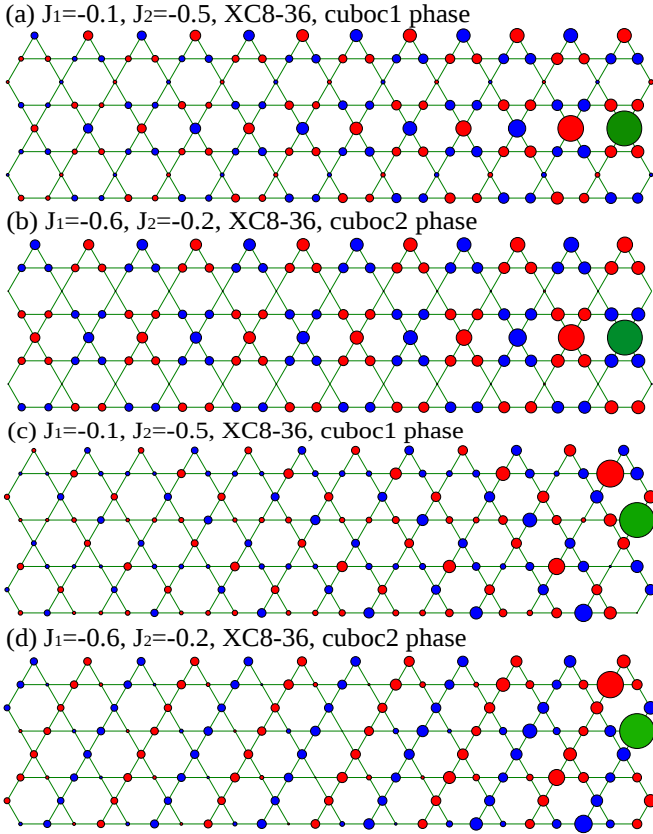 (a) J₁=-0.1, J₂=-0.5, XC8-36, cuboc1 phase
(b) J₁=-0.6, J₂=-0.2, XC8-36, cuboc2 phase
(c) J₁=-0.1, J₂=-0.5, XC8-36, cuboc1 phase
(d) J₁=-0.6, J₂=-0.2, XC8-36, cuboc2 phase